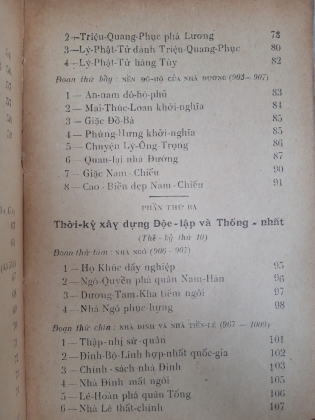 2 — Triệu-Quang-Phục phá Lương 78
3 — Lý-Phật-Tử đánh Triệu-Quang-Phục 80
4 — Lý-Phật-Tử hàng Tùy 82
Đoạn thứ bảy : NỀN ĐÔ-HỘ CỦA NHÀ ĐƯỜNG (603 - 907)
1 — An-nam đô-hộ-phủ 83
2 — Mai-Thúc-Loan khởi-nghĩa 84
3 — Giặc Đồ-Bà 85
4 — Phùng-Hưng khởi-nghĩa 85
5 — Chuyện Lý-Ông-Trọng 86
6 — Quan-lại nhà Đường 87
7 — Giặc Nam-Chiếu 90
8 — Cao-Biền dẹp Nam-Chiếu 91
PHẦN THỨ BA
Thời-kỳ xây dựng Độc-lập và Thống-nhất
(Thế-kỷ thứ 10)
Đoạn thứ tám : NHÀ NGÔ (906 - 967)
1 — Họ Khúc dấy nghiệp 95
2 — Ngô-Quyền phá quân Nam-Hán 96
3 — Dương-Tam-Kha tiếm ngôi 97
4 — Nhà Ngô phục-hưng 98
Đoạn thứ chín : NHÀ ĐINH VÀ NHÀ TIỀN-LÊ (967 - 1009)
1 — Thập-nhị sứ-quân 101
2 — Đinh-Bộ-Lĩnh hợp-nhất quốc-gia 102
3 — Chính-sách nhà Đinh 103
4 — Nhà Đinh mất ngôi 105
5 — Lê-Hoàn phá quân Tống 106
6 — Nhà Lê thất-chính 107